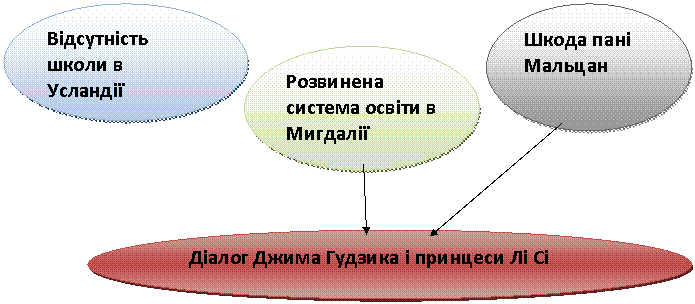 Відсутність
школи в
Усландії
Розвинена
система освіти в
Мигдалії
Шкода пані
Мальцан
Діалог Джима Гудзика і принцеси Лі Сі